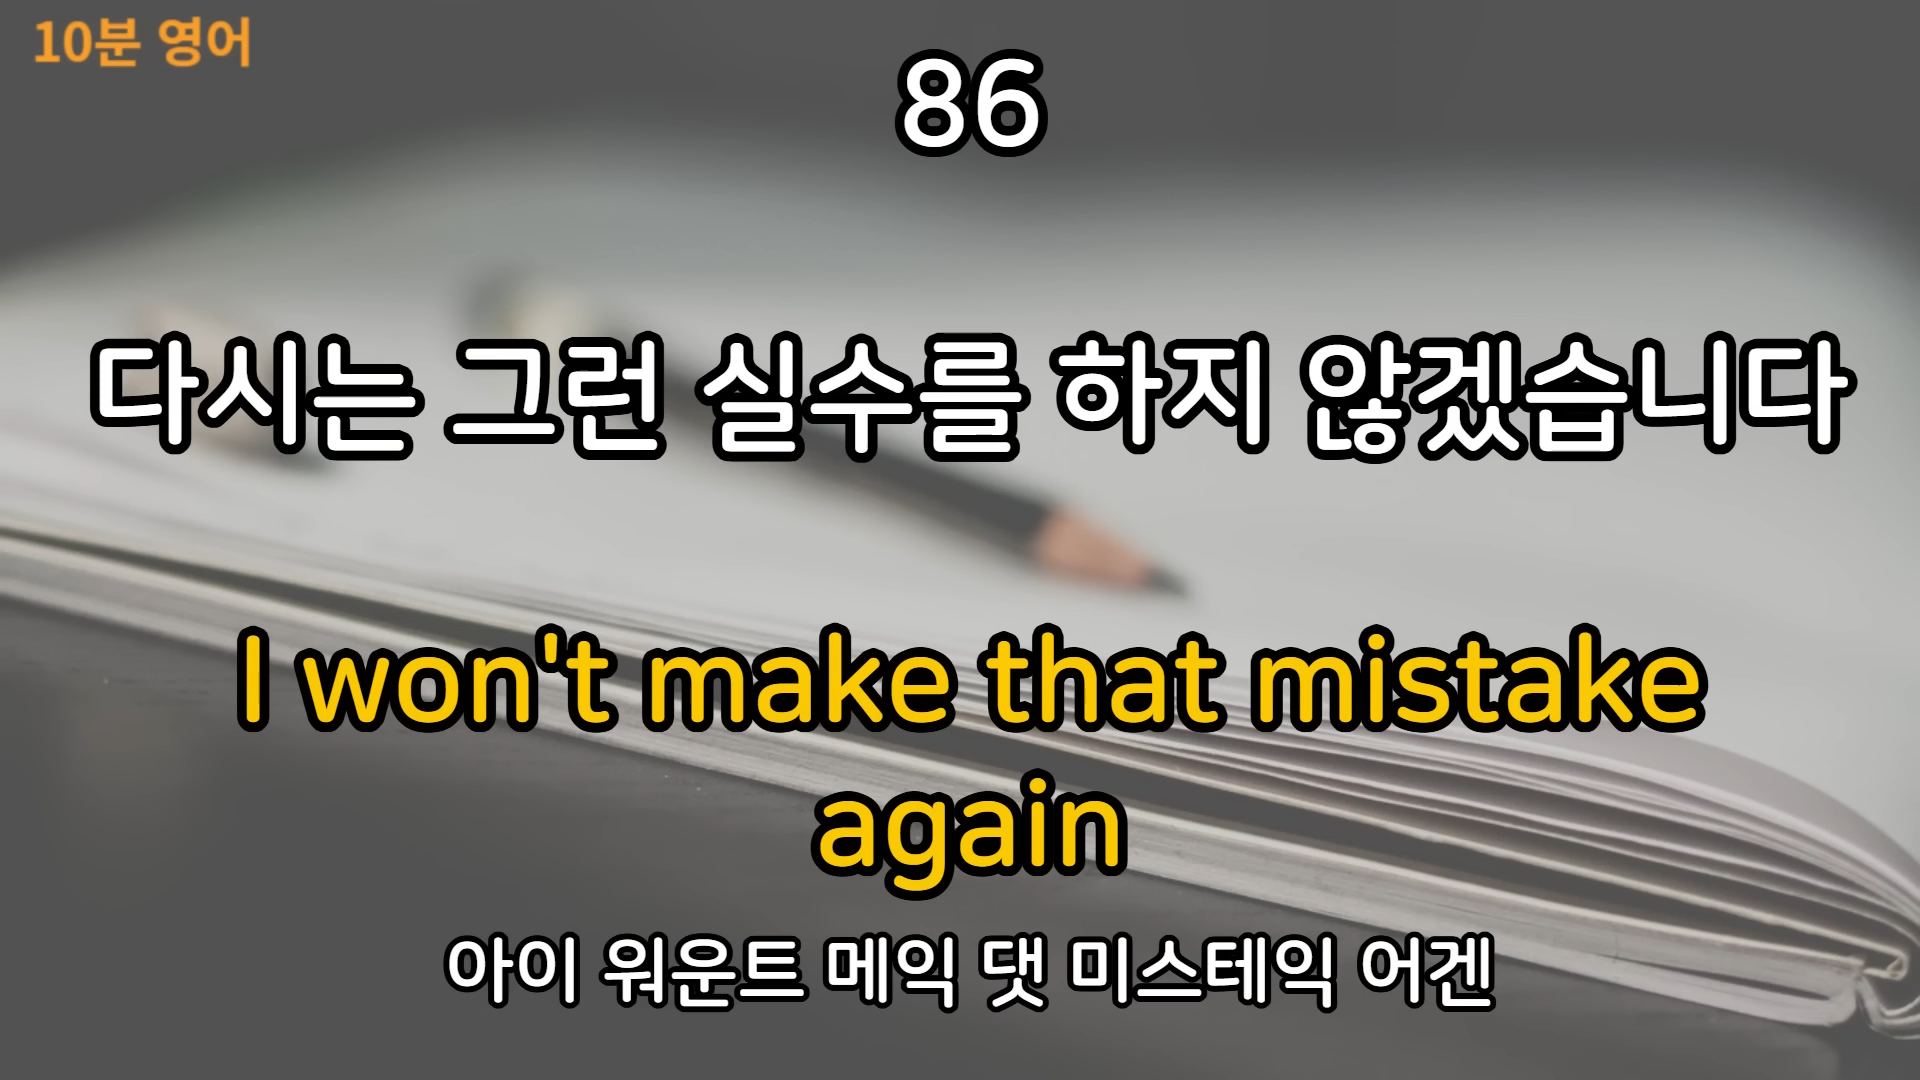 10분 영어
86
다시는 그런 실수를 하지 않겠습니다
I won't make that mistake
again
아이 워운트 메익 댓 미스테익 어겐